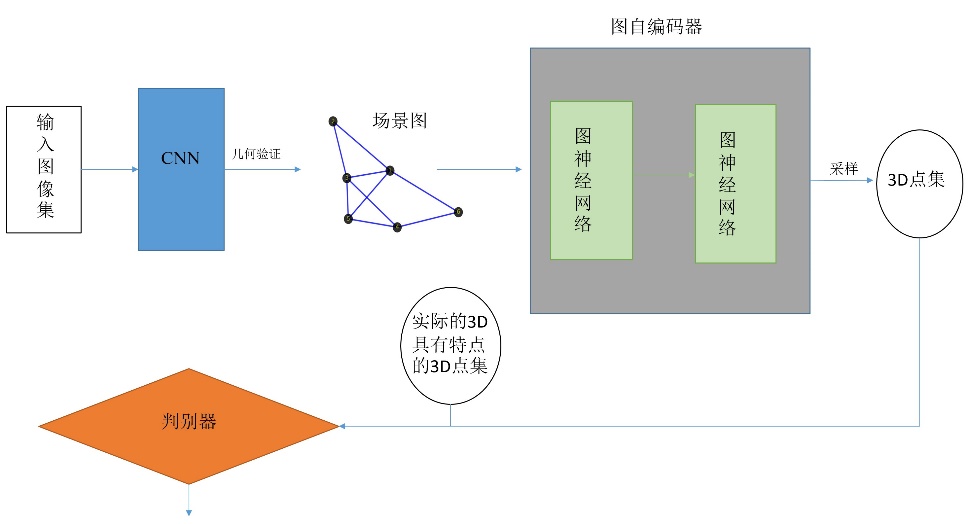 图自编码器
输入图像集
CNN
几何验证
场景图
图神经网络
图神经网络
采样
3D点集
实际的3D
具有特点
的3D点集
判别器